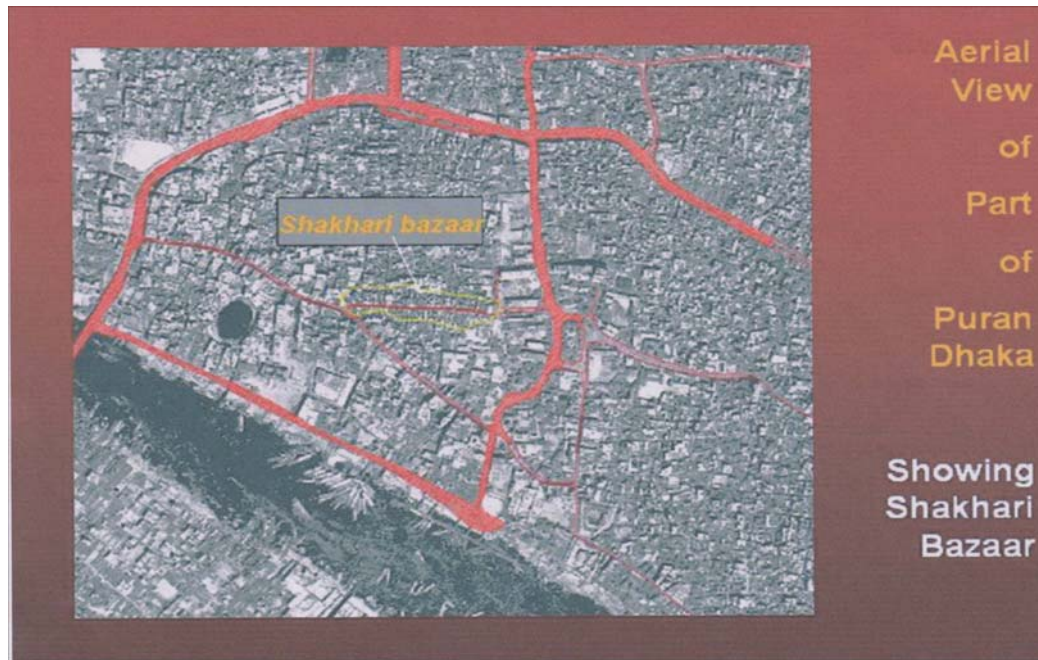 Aerial
View
of
Part
of
Puran
Dhaka
Shakhari bazaar
Showing
Shakhari
Bazaar